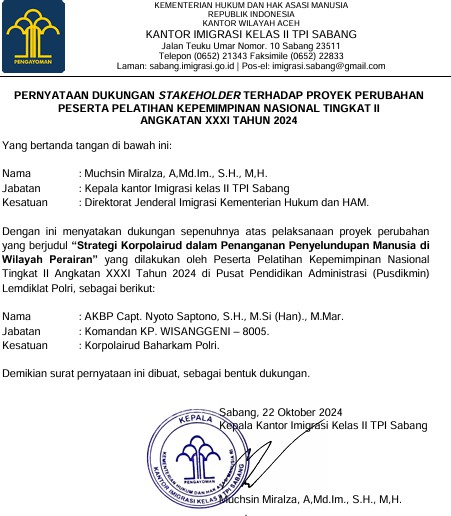 KEMENTERIAN HUKUM DAN HAK ASASI MANUSIA
REPUBLIK INDONESIA
KANTOR WILAYAH ACEH
KANTOR IMIGRASI KELAS II TPI SABANG
Jalan Teuku Umar Nomor. 10 Sabang 23511
Telepon (0652) 21343 Faksimile (0652) 22833
Laman: sabang.imigrasi.go.id | Pos-el: imigrasi.sabang@gmail.com
PENGAYOMAN
PERNYATAAN DUKUNGAN STAKEHOLDER TERHADAP PROYEK PERUBAHAN
PESERTA PELATIHAN KEPEMIMPINAN NASIONAL TINGKAT II
ANGKATAN XXXI TAHUN 2024
Yang bertanda tangan di bawah ini:
Nama : Muchsin Miralza, A,Md.Im., S.H., M,H.
Jabatan : Kepala kantor Imigrasi kelas II TPI Sabang
Kesatuan : Direktorat Jenderal Imigrasi Kementerian Hukum dan HAM.
Dengan ini menyatakan dukungan sepenuhnya atas pelaksanaan proyek perubahan
yang berjudul “Strategi Korpolairud dalam Penanganan Penyelundupan Manusia di
Wilayah Perairan” yang dilakukan oleh Peserta Pelatihan Kepemimpinan Nasional
Tingkat II Angkatan XXXI Tahun 2024 di Pusat Pendidikan Administrasi (Pusdikmin)
Lemdiklat Polri, sebagai berikut:
Nama : AKBP Capt. Nyoto Saptono, S.H., M.Si (Han)., M.Mar.
Jabatan : Komandan KP. WISANGGENI – 8005.
Kesatuan : Korpolairud Baharkam Polri.
Demikian surat pernyataan ini dibuat, sebagai bentuk dukungan.
Sabang, 22 Oktober 2024
Kepala Kantor Imigrasi Kelas II TPI Sabang
KEPALA
KEMENTERIAN HUKUM DAN HAK ASASI MANUSIA RI
PENGAYOMAN
KANTOR IMIGRASI KELAS II TPI SABANG
Muchsin Miralza, A,Md.Im., S.H., M,H.